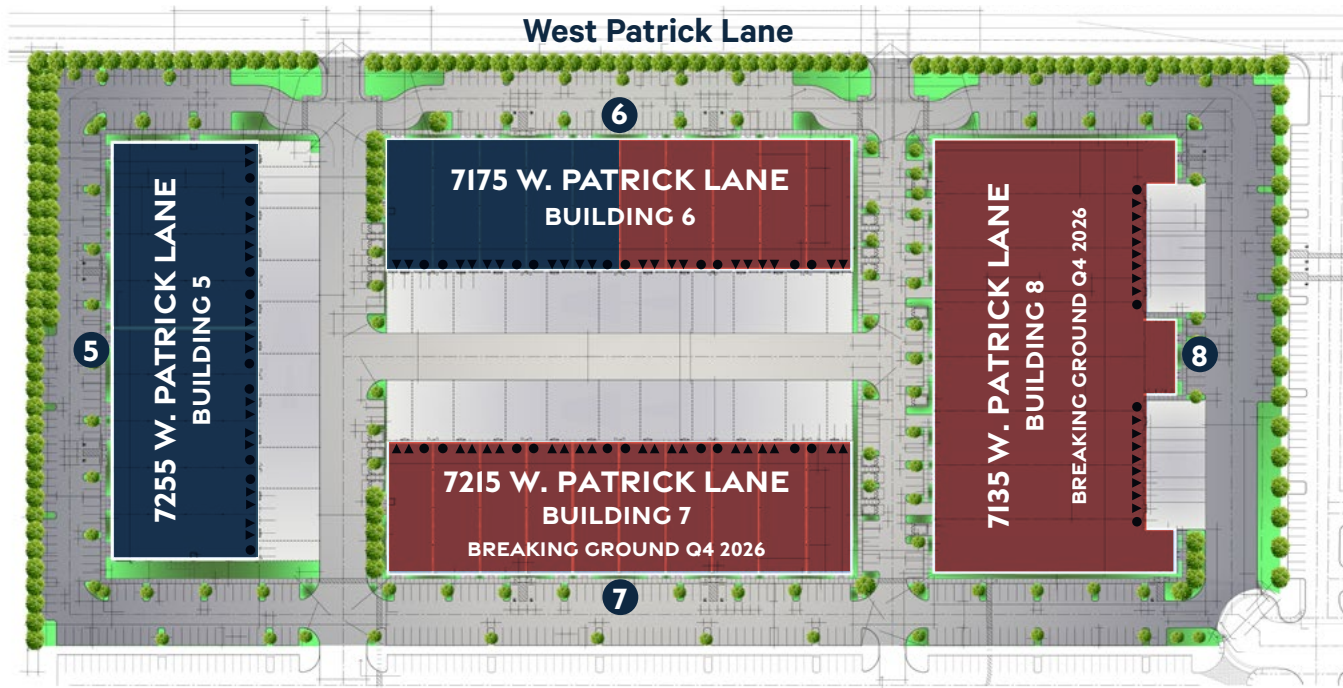 West Patrick Lane
6
7175 W. PATRICK LANE
BUILDING 6
5
7255 W. PATRICK LANE
BUILDING 5
7135 W. PATRICK LANE
BUILDING 8
BREAKING GROUND Q4 2026
8
7215 W. PATRICK LANE
BUILDING 7
BREAKING GROUND Q4 2026
7